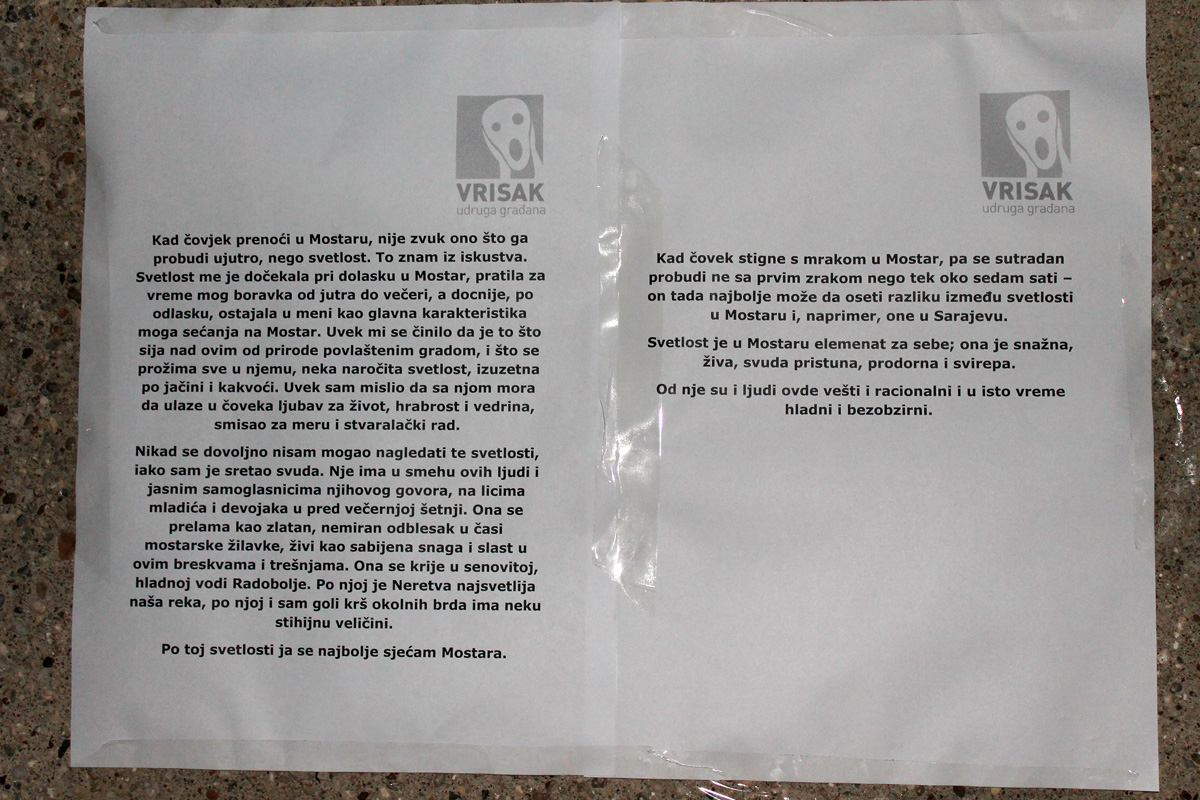 VRISAK
udruga građana
Kad čovjek prenoći u Mostaru, nije zvuk ono što ga
probudi ujutro, nego svetlost. To znam iz iskustva.
Svetlost me je dočekala pri dolasku u Mostar, pratila za
vreme mog boravka od jutra do večeri, a docnije, po
odlasku, ostajala u meni kao glavna karakteristika
moga sećanja na Mostar. Uvek mi se činilo da je to što
sija nad ovim od prirode povlaštenim gradom, i što se
prožima sve u njemu, neka naročita svetlost, izuzetna
po jačini i kakvoći. Uvek sam mislio da sa njom mora
da ulaze u čoveka ljubav za život, hrabrost i vedrina,
smisao za meru i stvaralački rad.
Nikad se dovoljno nisam mogao nagledati te svetlosti,
iako sam je sretao svuda. Nje ima u smehu ovih ljudi i
jasnim samoglasnicima njihovog govora, na licima
mladića i devojaka u pred večernjoj šetnji. Ona se
prelama kao zlatan, nemiran odblesak u časi
mostarske žilavke, živi kao sabijena snaga i slast u
ovim breskvama i trešnjama. Ona se krije u senovitoj,
hladnoj vodi Radobolje. Po njoj je Neretva najsvetlija
naša reka, po njoj i sam goli krš okolnih brda ima neku
stihijnu veličini.
Po toj svetlosti ja se najbolje sjećam Mostara.
VRISAK
udruga građana
Kad čovek stigne s mrakom u Mostar, pa se sutradan
probudi ne sa prvim zrakom nego tek oko sedam sati –
on tada najbolje može da oseti razliku između svetlosti
u Mostaru i, naprimer, one u Sarajevu.
Svetlost je u Mostaru elemenat za sebe; ona je snažna,
živa, svuda pristuna, prodorna i svirepa.
Od nje su i ljudi ovde vešti i racionalni i u isto vreme
hladni i bezobzirni.